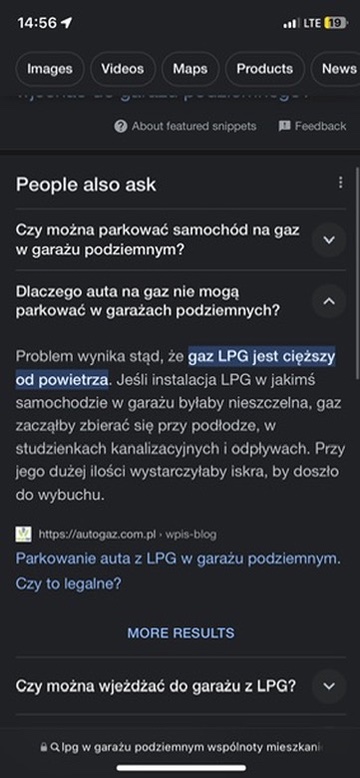 14:56
LTE 19
Images Videos Maps Products News
About featured snippets Feedback
People also ask
Czy można parkować samochód na gaz
w garażu podziemnym?
Dlaczego auta na gaz nie mogą
parkować w garażach podziemnych?
Problem wynika stąd, że gaz LPG jest cięższy
od powietrza. Jeśli instalacja LPG w jakimś
samochodzie w garażu byłaby nieszczelna, gaz
zacząłby zbierać się przy podłodze, w
studzienkach kanalizacyjnych i odpływach. Przy
jego dużej ilości wystarczyłaby iskra, by doszło
do wybuchu.
https://autogaz.com.pl › wpis-blog
Parkowanie auta z LPG w garażu podziemnym.
Czy to legalne?
MORE RESULTS
Czy można wjeżdżać do garażu z LPG?
lpg w garażu podziemnym wspólnoty mieszkani